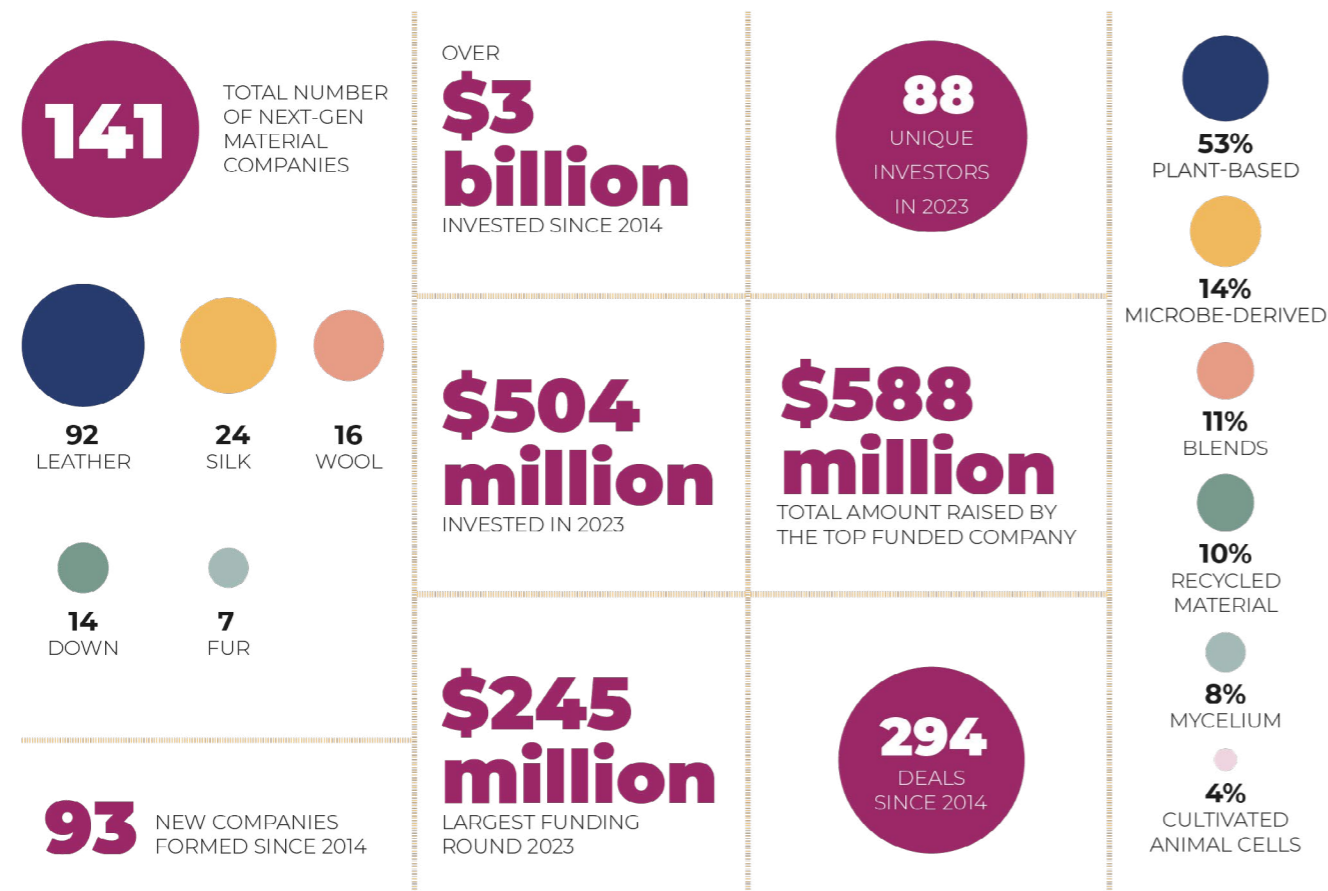 141
TOTAL NUMBER
OF NEXT-GEN
MATERIAL
COMPANIES
92
LEATHER
24
SILK
16
WOOL
14
DOWN
7
FUR
93
NEW COMPANIES
FORMED SINCE 2014
OVER
$3
billion
INVESTED SINCE 2014
$504
million
INVESTED IN 2023
$245
million
LARGEST FUNDING
ROUND 2023
88
UNIQUE
INVESTORS
IN 2023
$588
million
TOTAL AMOUNT RAISED BY
THE TOP FUNDED COMPANY
294
DEALS
SINCE 2014
53%
PLANT-BASED
14%
MICROBE-DERIVED
11%
BLENDS
10%
RECYCLED
MATERIAL
8%
MYCELIUM
4%
CULTIVATED
ANIMAL CELLS